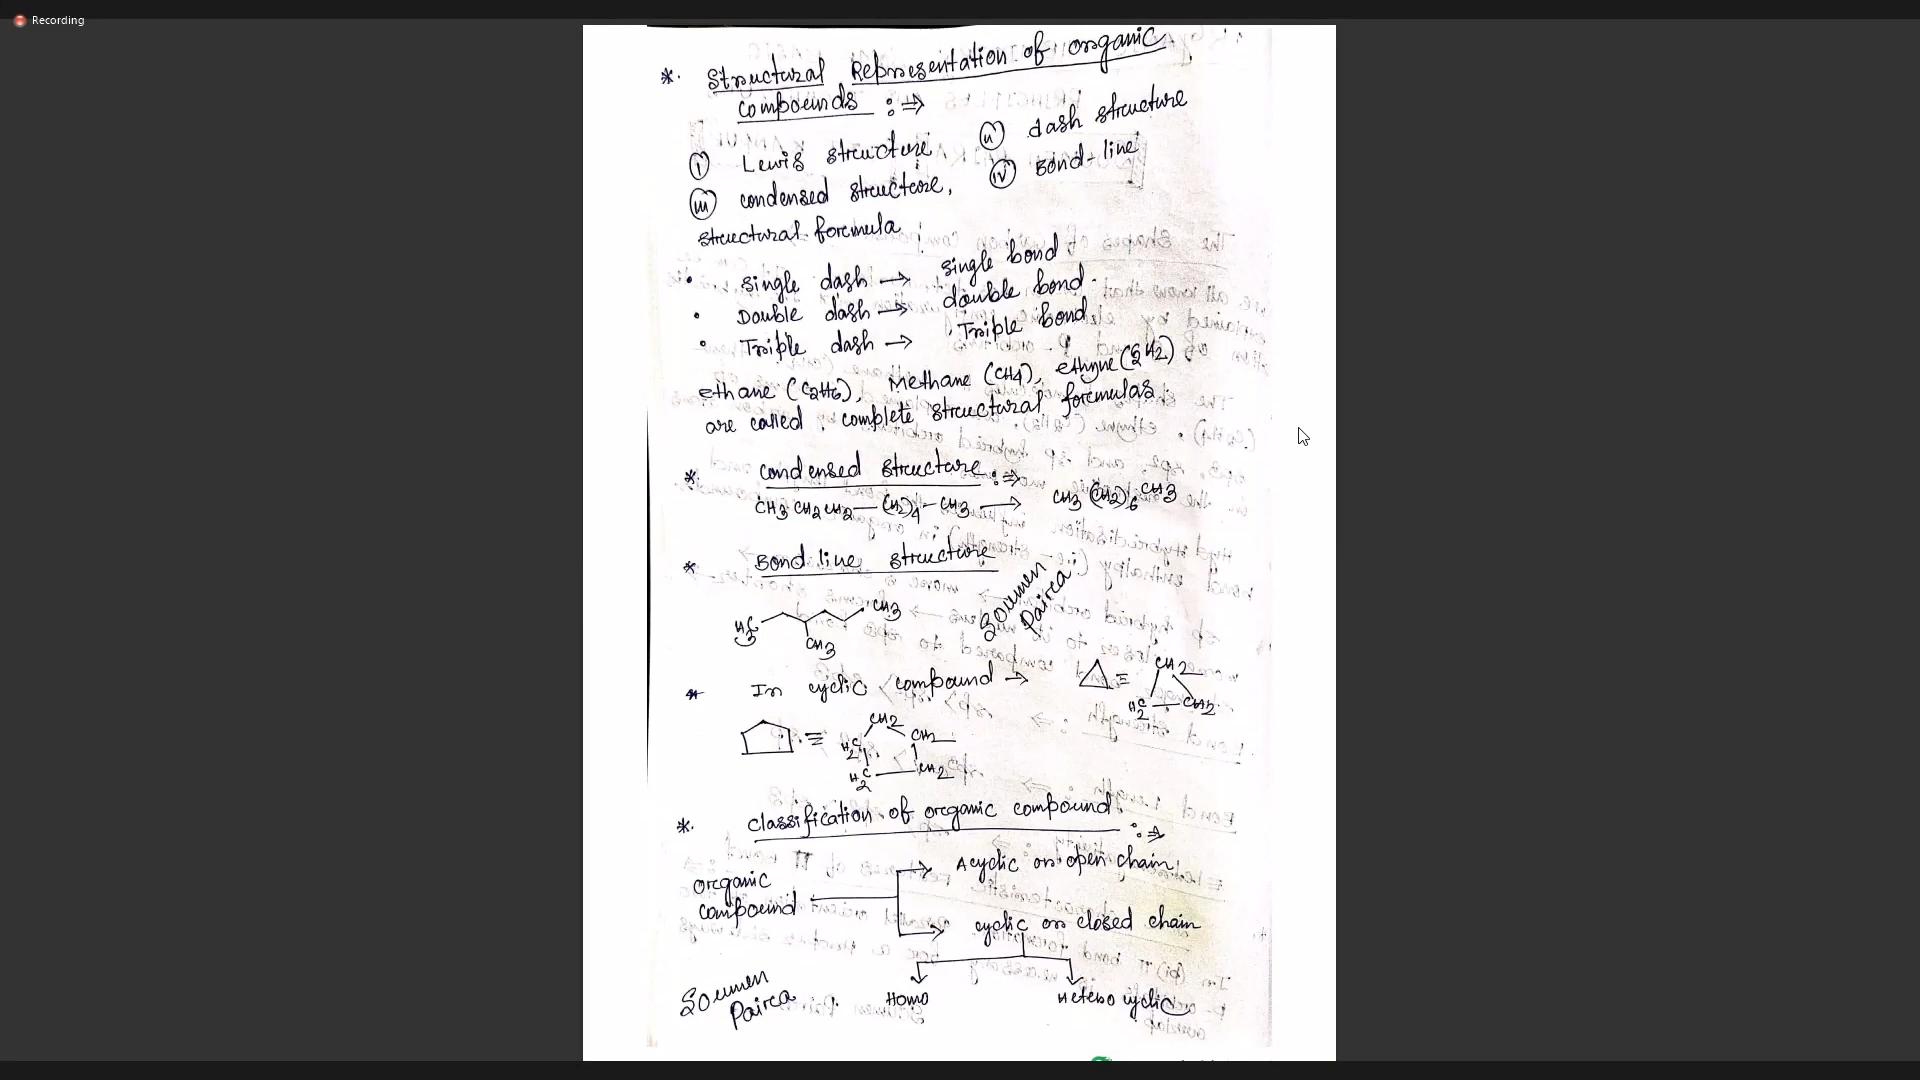 Recording
*. Structural Representation of organic
compounds :⇒
(i) Lewis structure (ii) dash structure
(iii) condensed structure, (iv) Bond-line
structural formula
• Single dash → single bond
• Double dash → double bond
• Triple dash → Triple bond
ethane (C2H6), Methane (CH4), ethyne (C2H2)
are called complete structural formulas
* condensed structure :⇒
CH3 CH2 CH2 — (CH2)4 — CH3 → CH3 (CH2)6 CH3
* Bond line structure
Soumen
Pairea
H3C CH3
CH3
* In cyclic compound → △ ≡ CH2
H2C — CH2
≡ CH2
H2C CH2
H2C — CH2
*. classification of organic compound :⇒
organic
compound
Acyclic or open chain
cyclic or closed chain
Homo Hetero cyclic
Soumen
Pairea